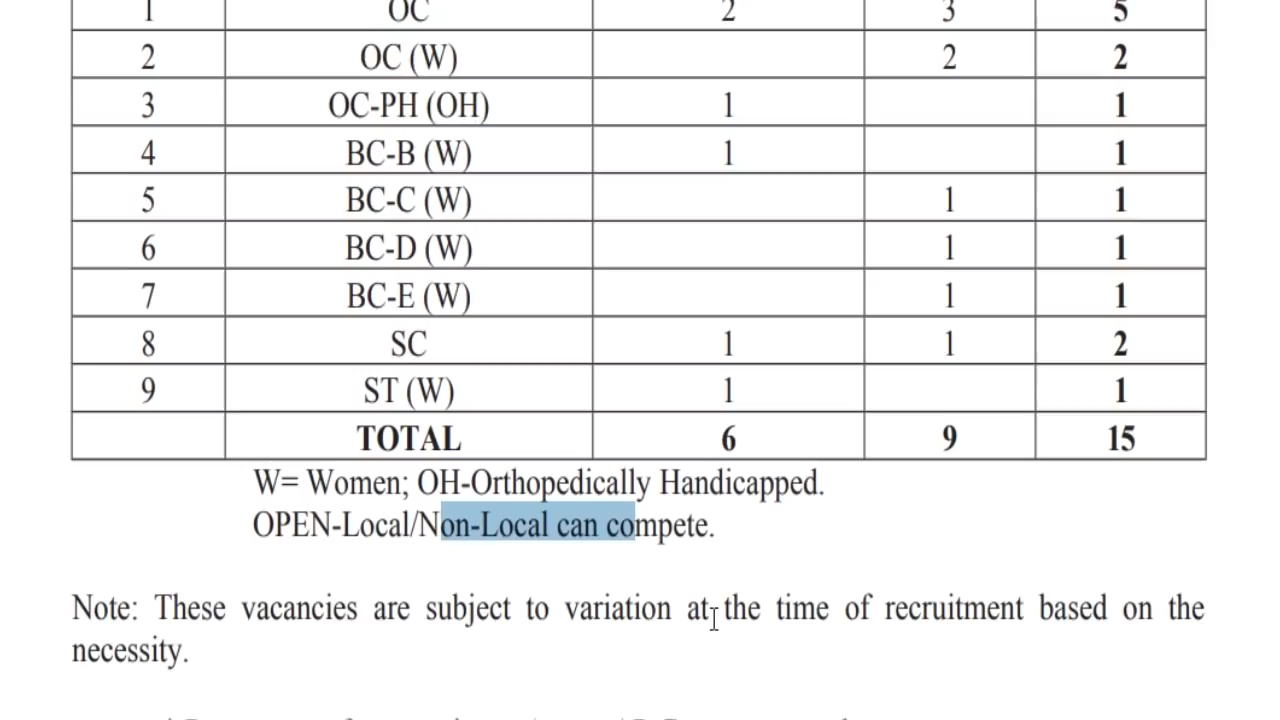 1 OC 2 3 5
2 OC (W) 2 2
3 OC-PH (OH) 1 1
4 BC-B (W) 1 1
5 BC-C (W) 1 1
6 BC-D (W) 1 1
7 BC-E (W) 1 1
8 SC 1 1 2
9 ST (W) 1 1
TOTAL 6 9 15
W= Women; OH-Orthopedically Handicapped.
OPEN-Local/Non-Local can compete.
Note: These vacancies are subject to variation at the time of recruitment based on the
necessity.